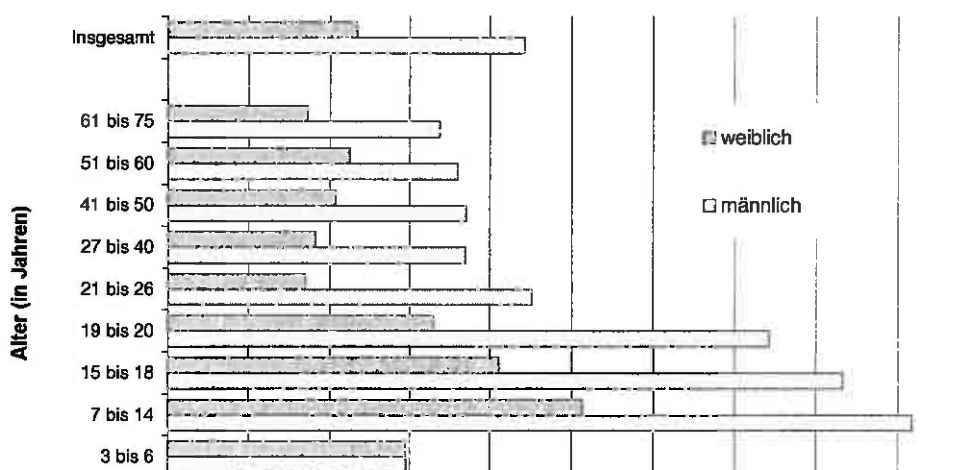 Insgesamt
61 bis 75
51 bis 60
41 bis 50
27 bis 40
21 bis 26
19 bis 20
15 bis 18
7 bis 14
3 bis 6
Alter (in Jahren)
weiblich
männlich